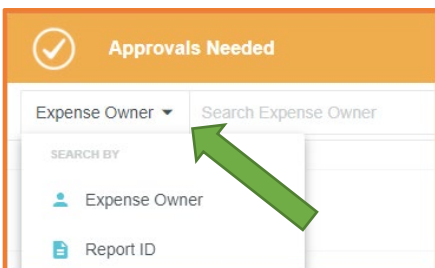 Approvals Needed
Expense Owner Search Expense Owner
SEARCH BY
Expense Owner
Report ID